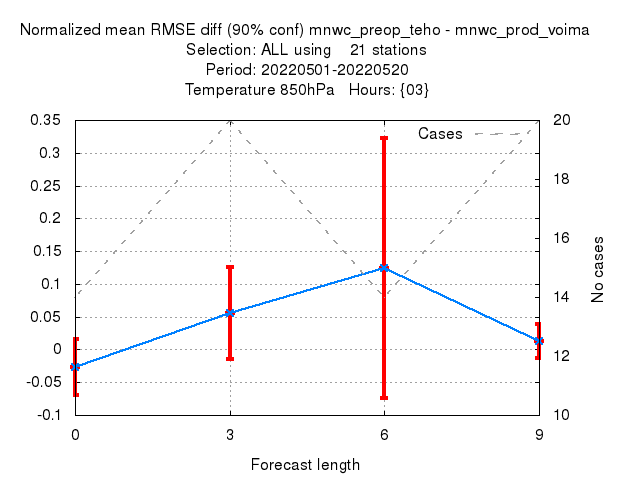 Normalized mean RMSE diff (90% conf) mnwc_preop_teho - mnwc_prod_voima
Selection: ALL using    21 stations
Period: 20220501-20220520
Temperature 850hPa   Hours: {03}
0.35
0.3
0.25
0.2
0.15
0.1
0.05
0
-0.05
-0.1
Cases
20
18
16
14
12
10
No cases
0 3 6 9
Forecast length